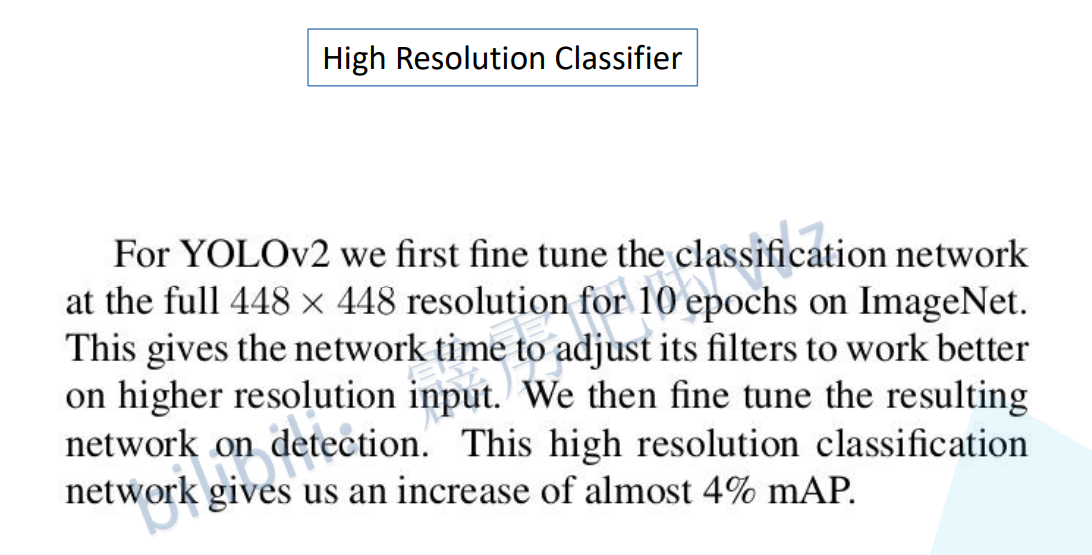 High Resolution Classifier
For YOLOv2 we first fine tune the classification network
at the full 448 × 448 resolution for 10 epochs on ImageNet.
This gives the network time to adjust its filters to work better
on higher resolution input. We then fine tune the resulting
network on detection. This high resolution classification
network gives us an increase of almost 4% mAP.
bilibili: 霹雳吧啦Wz